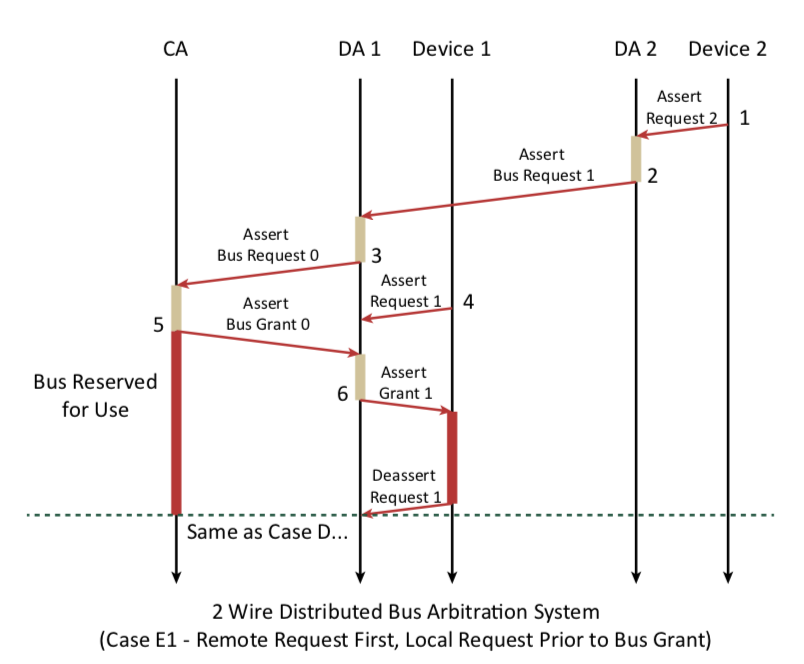 CA
DA 1
Device 1
DA 2
Device 2
Assert
Request 2
1
Assert
Bus Request 1
2
Assert
Bus Request 0
3
Assert
Request 1
4
5
Assert
Bus Grant 0
Bus Reserved
for Use
6
Assert
Grant 1
Deassert
Request 1
Same as Case D...
2 Wire Distributed Bus Arbitration System
(Case E1 - Remote Request First, Local Request Prior to Bus Grant)